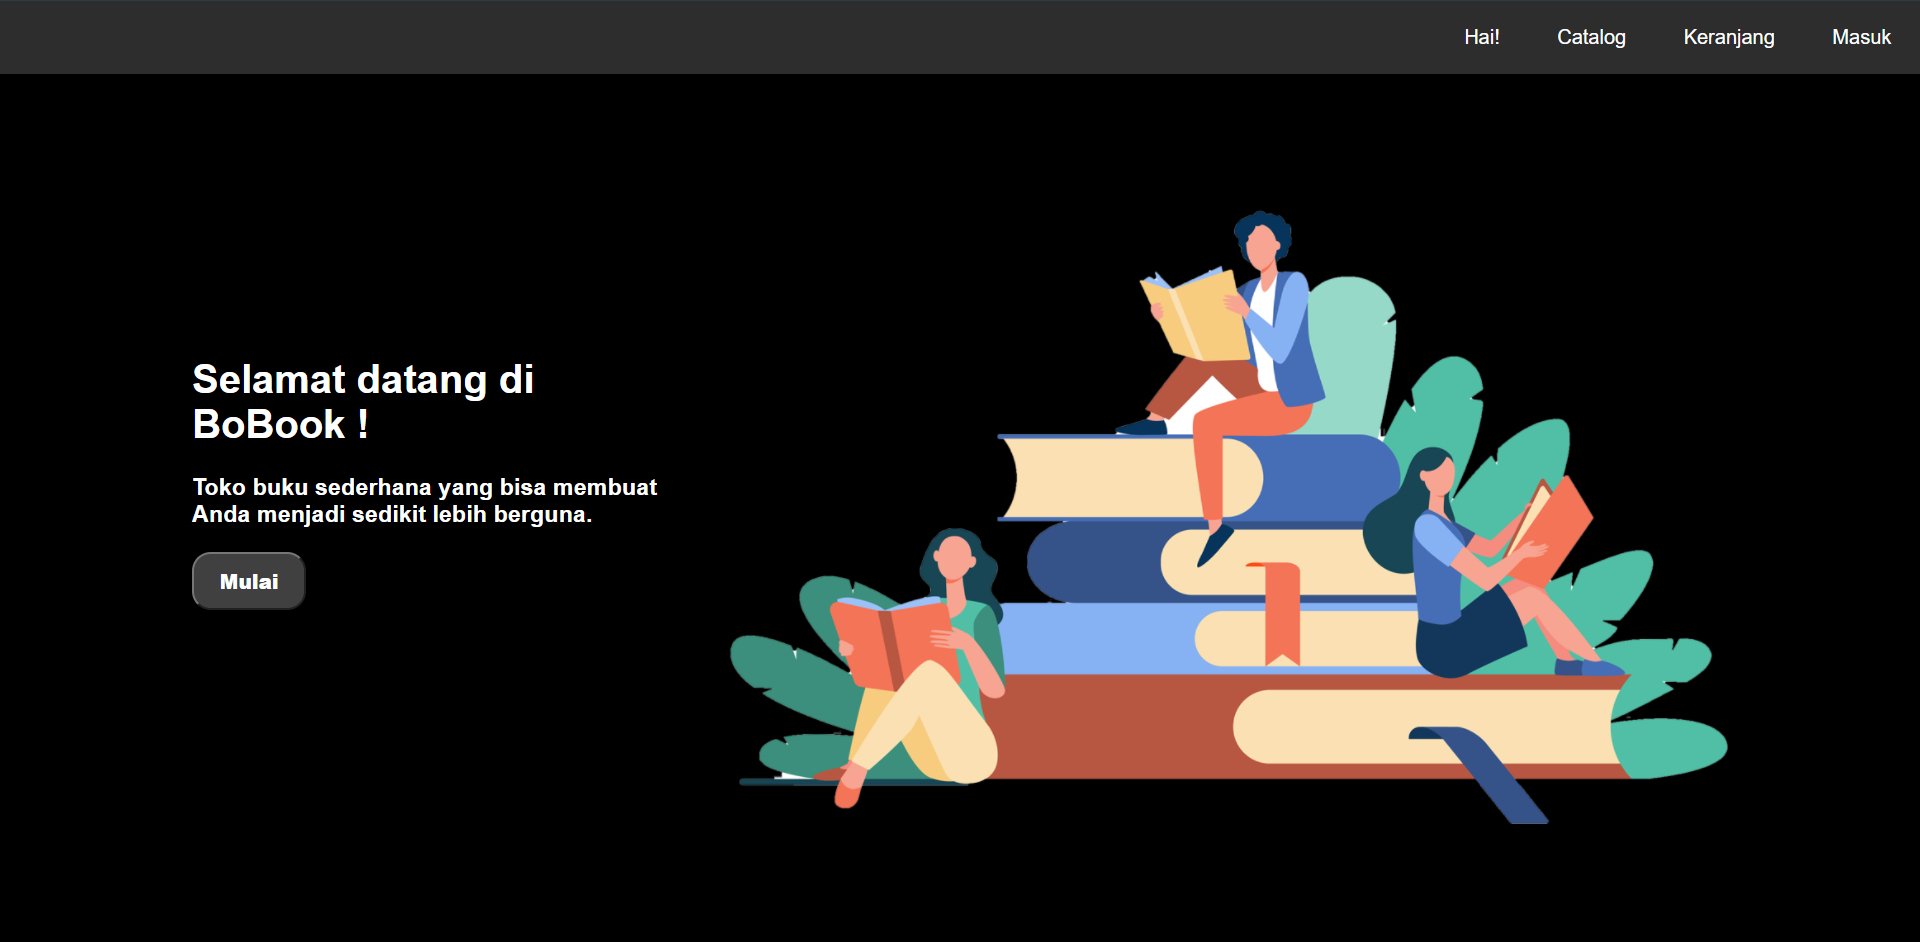 Hai! Catalog Keranjang Masuk
Selamat datang di
BoBook !
Toko buku sederhana yang bisa membuat
Anda menjadi sedikit lebih berguna.
Mulai